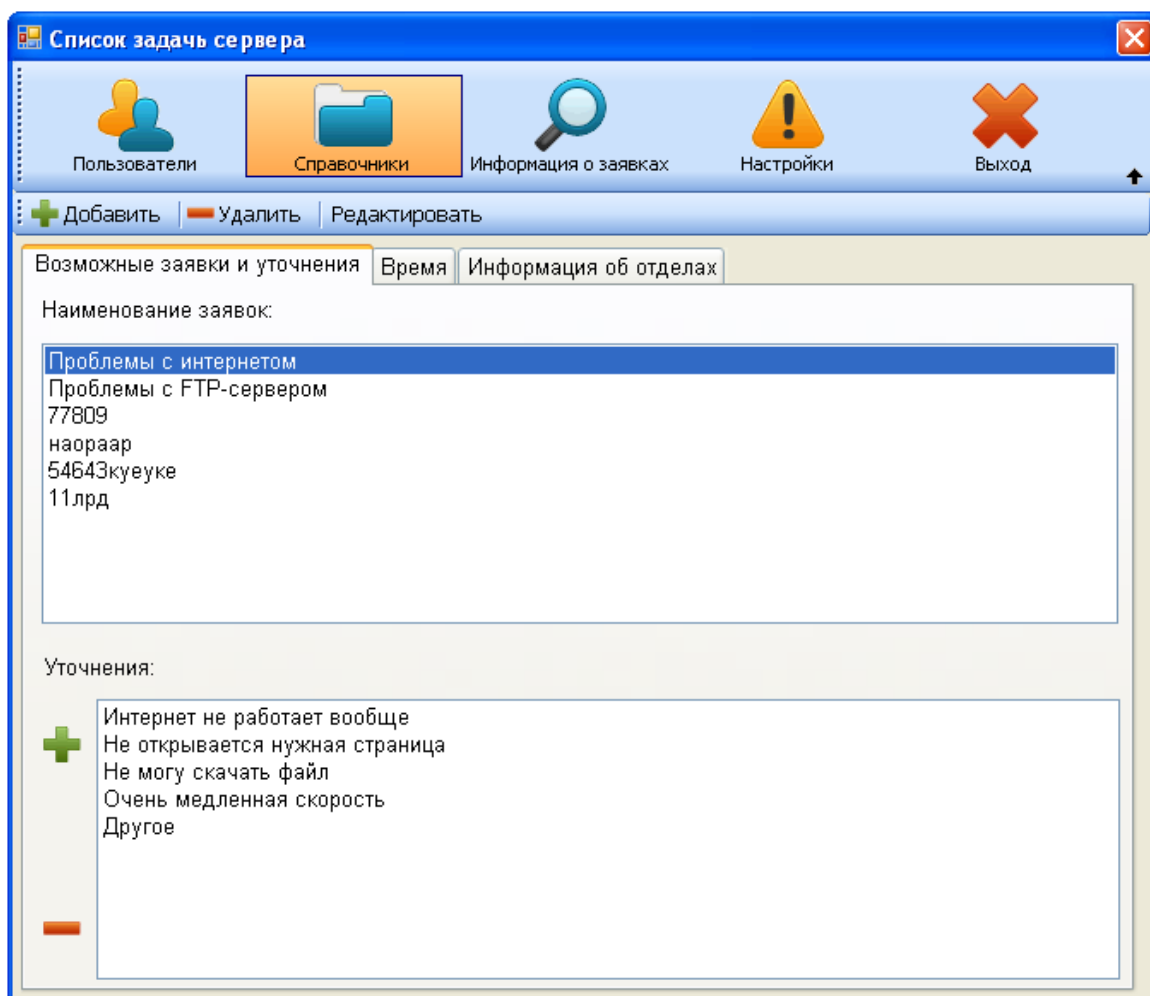 Список задачь сервера
Пользователи Справочники Информация о заявках Настройки Выход
Добавить Удалить Редактировать
Возможные заявки и уточнения Время Информация об отделах
Наименование заявок:
Проблемы с интернетом
Проблемы с FTP-сервером
77809
наораар
54643куеуке
11лрд
Уточнения:
Интернет не работает вообще
Не открывается нужная страница
Не могу скачать файл
Очень медленная скорость
Другое